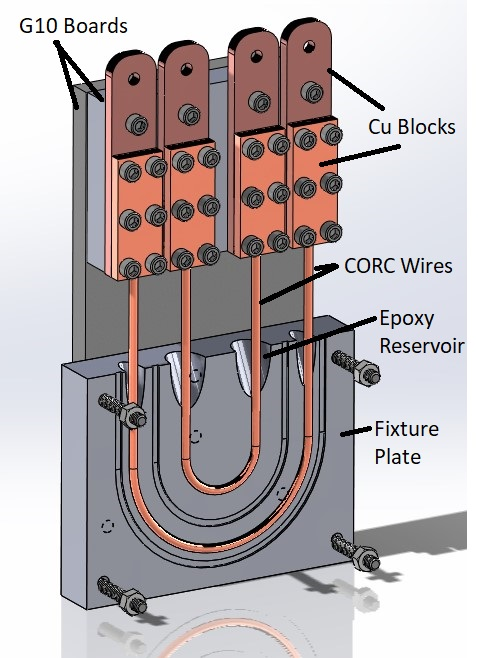 G10 Boards
Cu Blocks
CORC Wires
Epoxy
Reservoir
Fixture
Plate